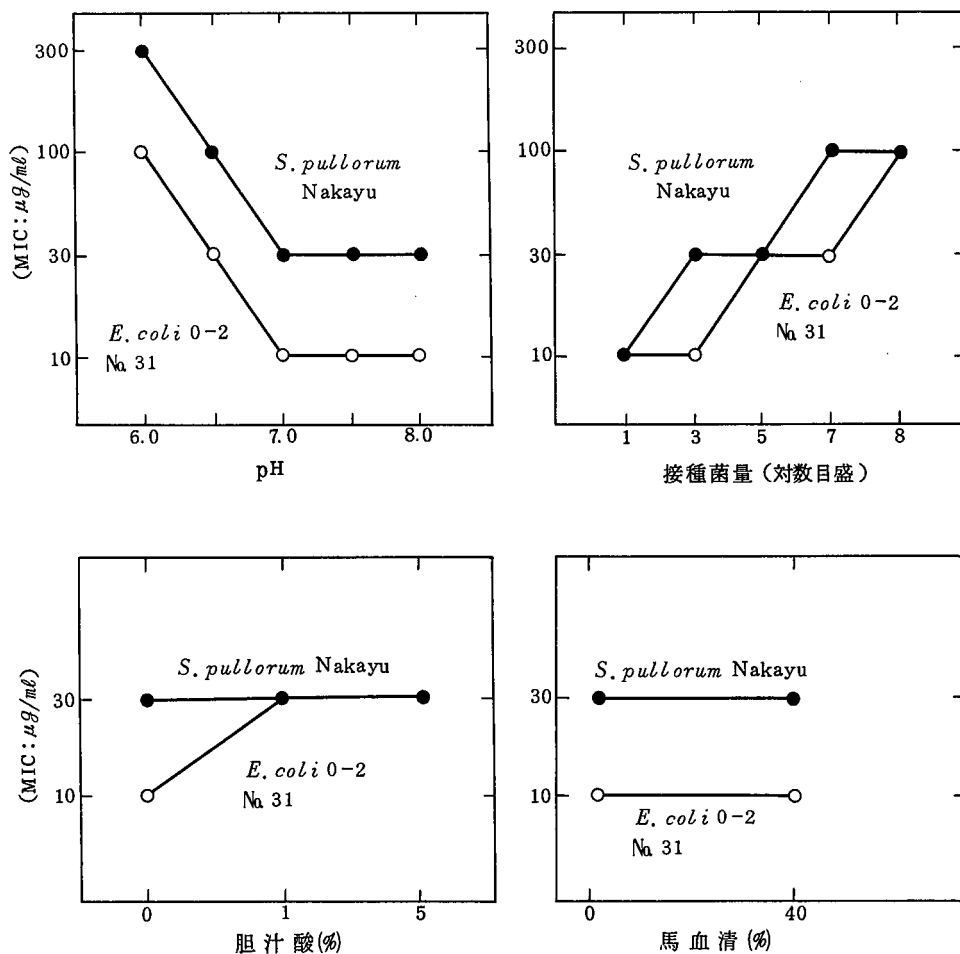 (MIC: μg/mℓ)
300
100
30
10
S. pullorum
Nakayu
E. coli 0-2
No. 31
6.0 7.0 8.0
pH
300
100
30
10
S. pullorum
Nakayu
E. coli 0-2
No. 31
1 3 5 7 8
接種菌量（対数目盛）
(MIC: μg/mℓ)
30
10
S. pullorum Nakayu
E. coli 0-2
No. 31
0 1 5
胆汁酸(%)
30
10
S. pullorum Nakayu
E. coli 0-2
No. 31
0 40
馬血清(%)